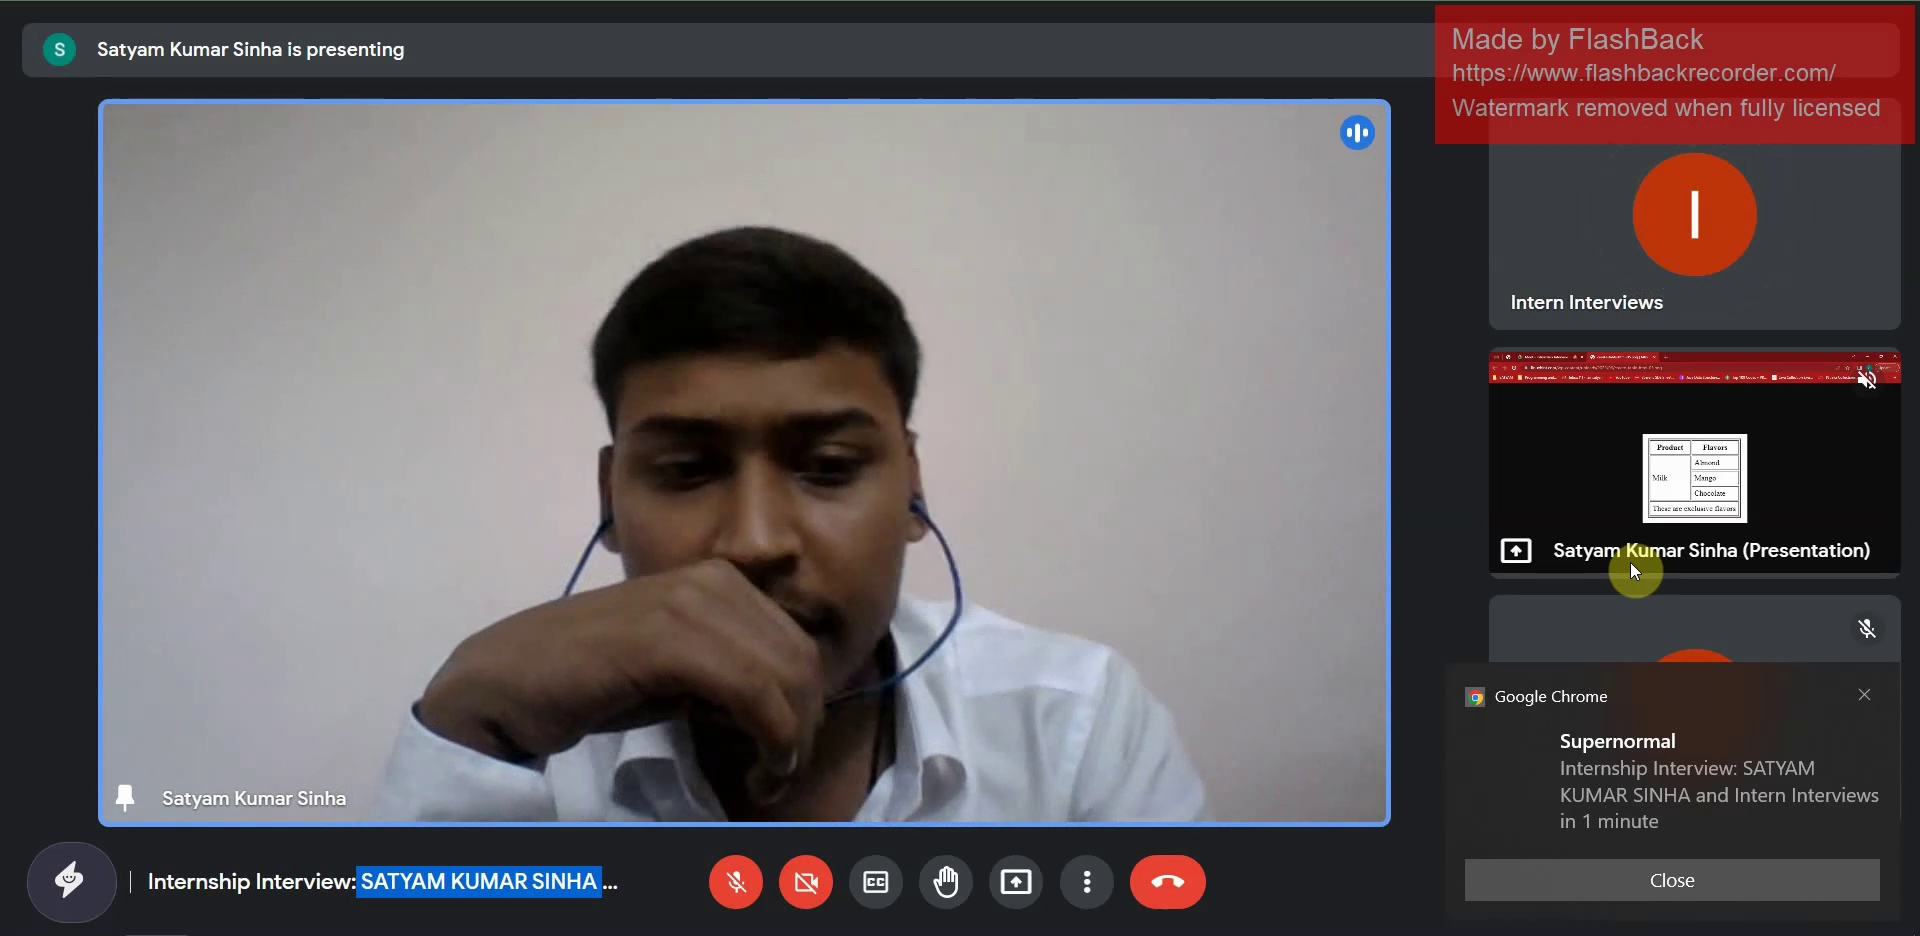 S
Satyam Kumar Sinha is presenting
Made by FlashBack
https://www.flashbackrecorder.com/
Watermark removed when fully licensed
I
Intern Interviews
Product Flavors
Almond
Milk Mango
Chocolate
These are exclusive flavors
Satyam Kumar Sinha (Presentation)
Google Chrome
Supernormal
Internship Interview: SATYAM
KUMAR SINHA and Intern Interviews
in 1 minute
Close
Satyam Kumar Sinha
Internship Interview: SATYAM KUMAR SINHA ...
CC